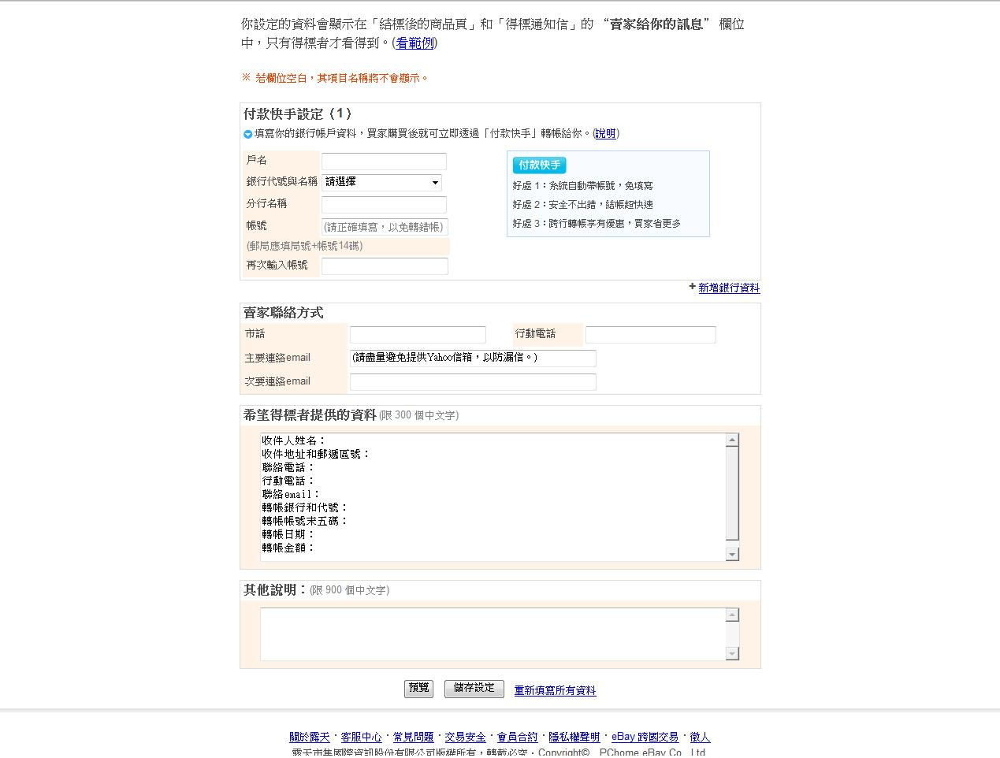 你設定的資料會顯示在「結標後的商品頁」和「得標通知信」的 “賣家給你的訊息” 欄位
中，只有得標者才看得到。(看範例)
※ 若欄位空白，其項目名稱將不會顯示。
付款快手設定（1）
填寫你的銀行帳戶資料，買家購買後就可立即透過「付款快手」轉帳給你。(說明)
戶名
銀行代號與名稱 請選擇
分行名稱
帳號 (請正確填寫，以免轉錯帳)
(郵局應填局號+帳號14碼)
再次輸入帳號
付款快手
好處 1：系統自動帶帳號，免填寫
好處 2：安全不出錯，結帳超快速
好處 3：跨行轉帳享有優惠，買家省更多
+ 新增銀行資料
賣家聯絡方式
市話 行動電話
主要連絡email (請盡量避免提供Yahoo信箱，以防漏信。)
次要連絡email
希望得標者提供的資料 (限 300 個中文字)
收件人姓名：
收件地址和郵遞區號：
聯絡電話：
行動電話：
聯絡email：
轉帳銀行和代號：
轉帳帳號末五碼：
轉帳日期：
轉帳金額：
其他說明：(限 900 個中文字)
預覽 儲存設定 重新填寫所有資料
關於露天 · 客服中心 · 常見問題 · 交易安全 · 會員合約 · 隱私權聲明 · eBay 跨國交易 · 徵人
露天市集國際資訊股份有限公司版權所有，轉載必究 · Copyright© PChome eBay Co., Ltd.